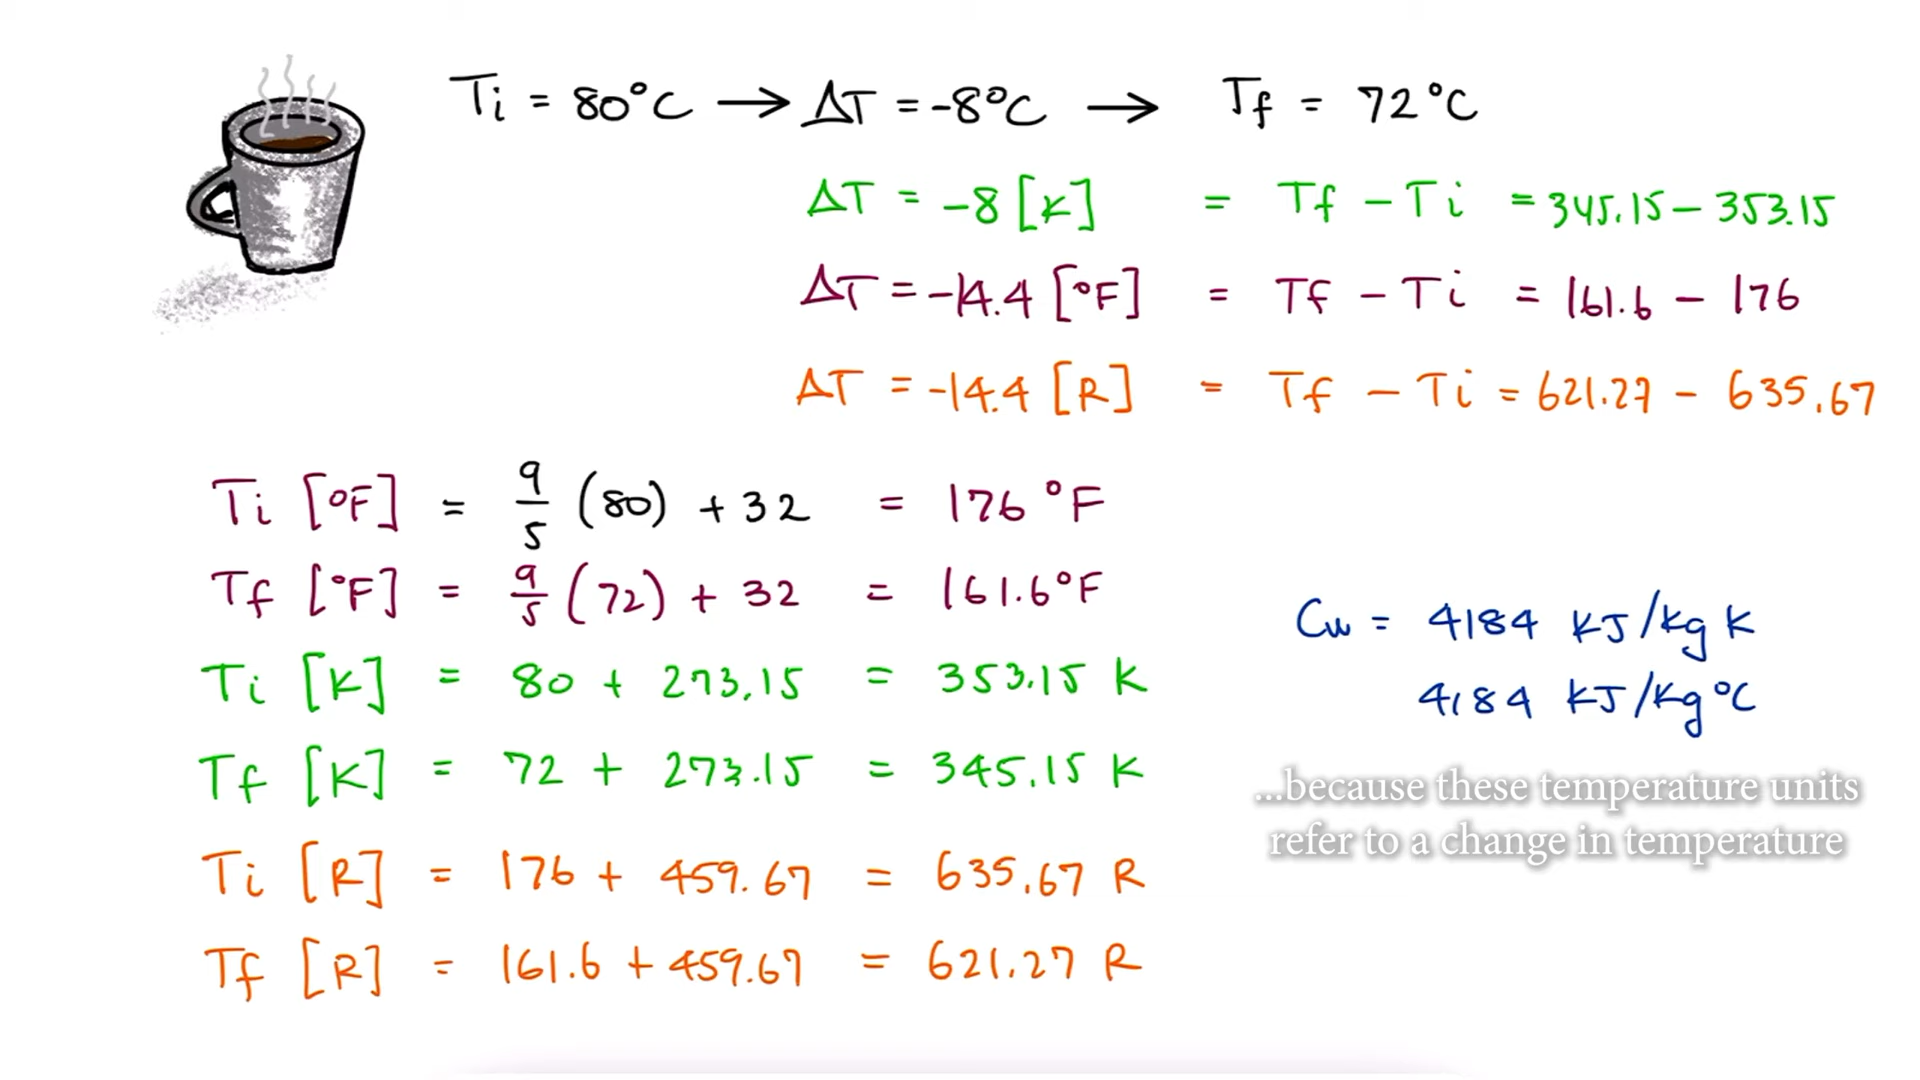 Ti = 80°C → ΔT = -8°C → Tf = 72°C
ΔT = -8 [K] = Tf - Ti = 345.15 - 353.15
ΔT = -14.4 [°F] = Tf - Ti = 161.6 - 176
ΔT = -14.4 [R] = Tf - Ti = 621.27 - 635.67
Ti [°F] = 9/5 (80) + 32 = 176 °F
Tf [°F] = 9/5 (72) + 32 = 161.6°F
Ti [K] = 80 + 273.15 = 353.15 K
Tf [K] = 72 + 273.15 = 345.15 K
Ti [R] = 176 + 459.67 = 635.67 R
Tf [R] = 161.6 + 459.67 = 621.27 R
Cw = 4184 KJ/Kg K
4184 KJ/Kg°C
...because these temperature units
refer to a change in temperature